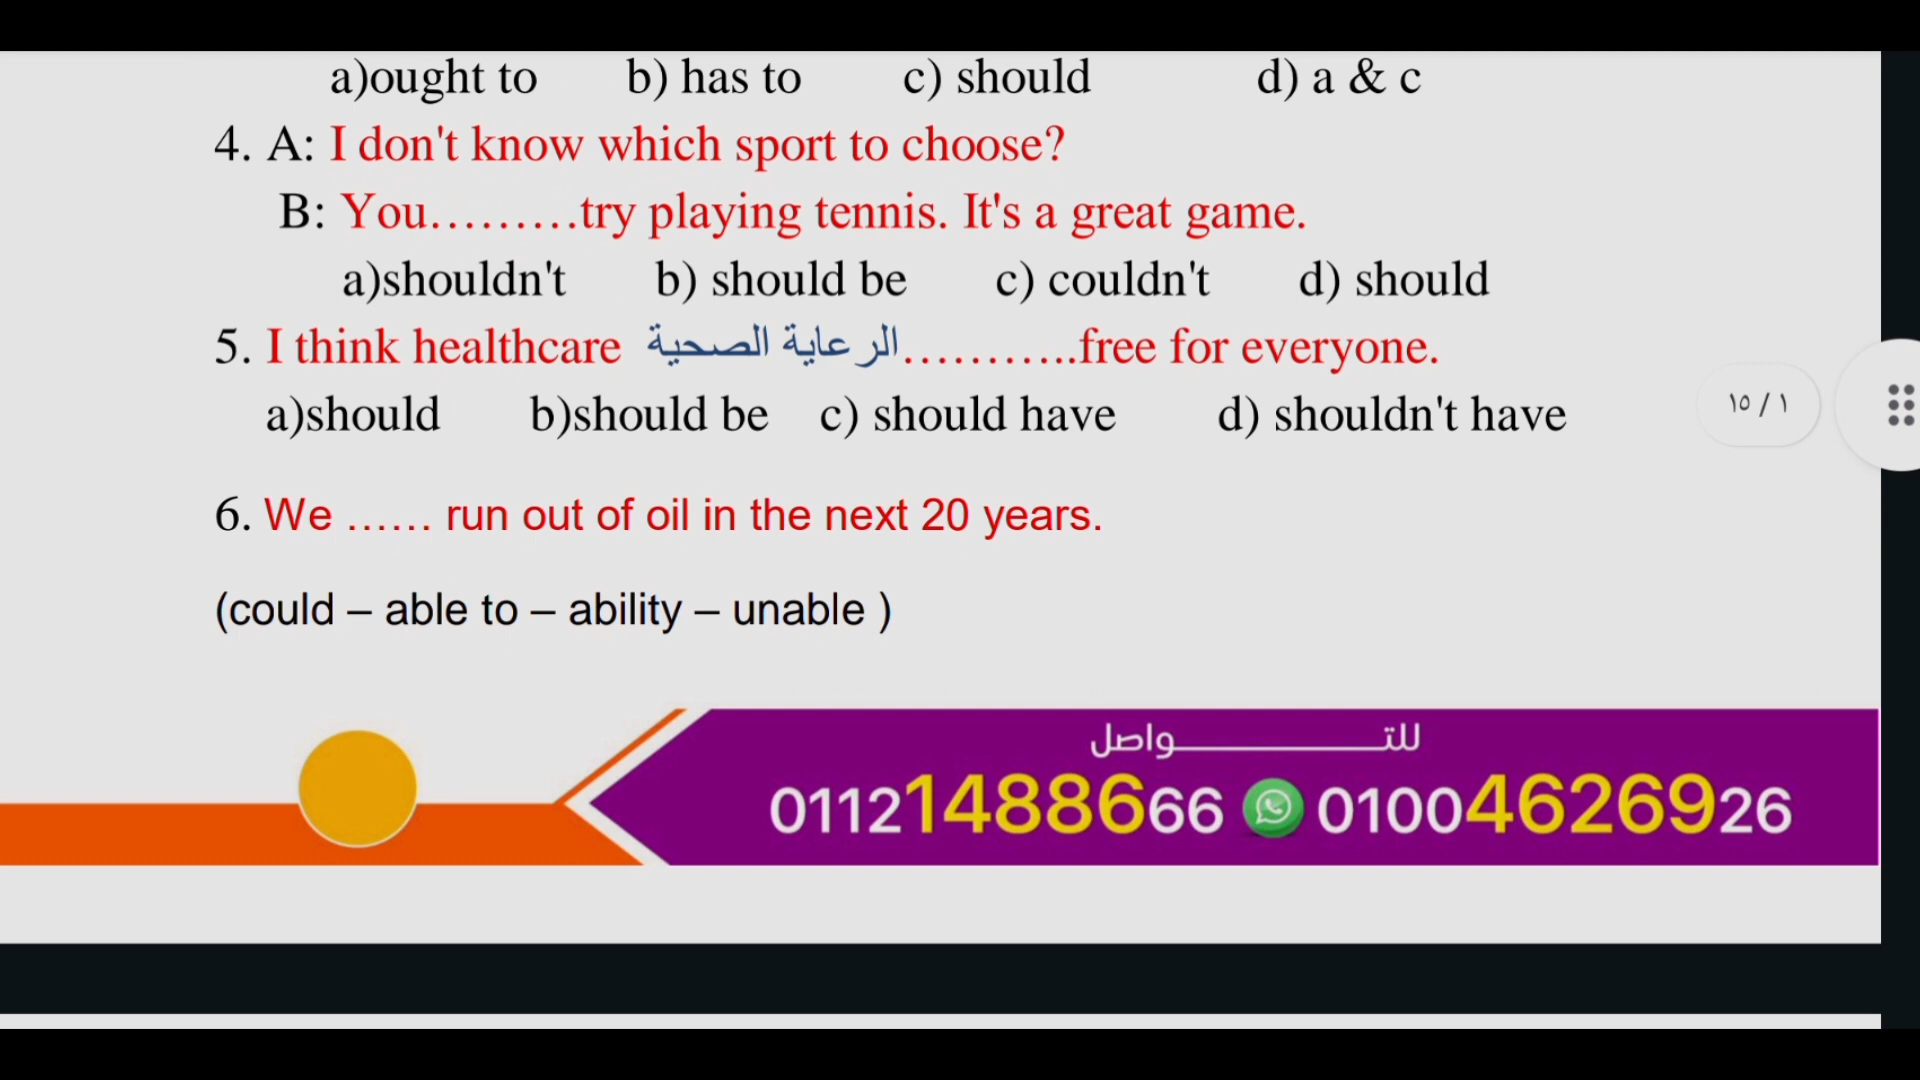 a)ought to b) has to c) should d) a & c
4. A: I don't know which sport to choose?
B: You.........try playing tennis. It's a great game.
a)shouldn't b) should be c) couldn't d) should
5. I think healthcare الرعاية الصحية...........free for everyone.
a)should b)should be c) should have d) shouldn't have
١ / ١٥
6. We ...... run out of oil in the next 20 years.
(could – able to – ability – unable )
للتـــــــــــواصل
01121488666 01004626926